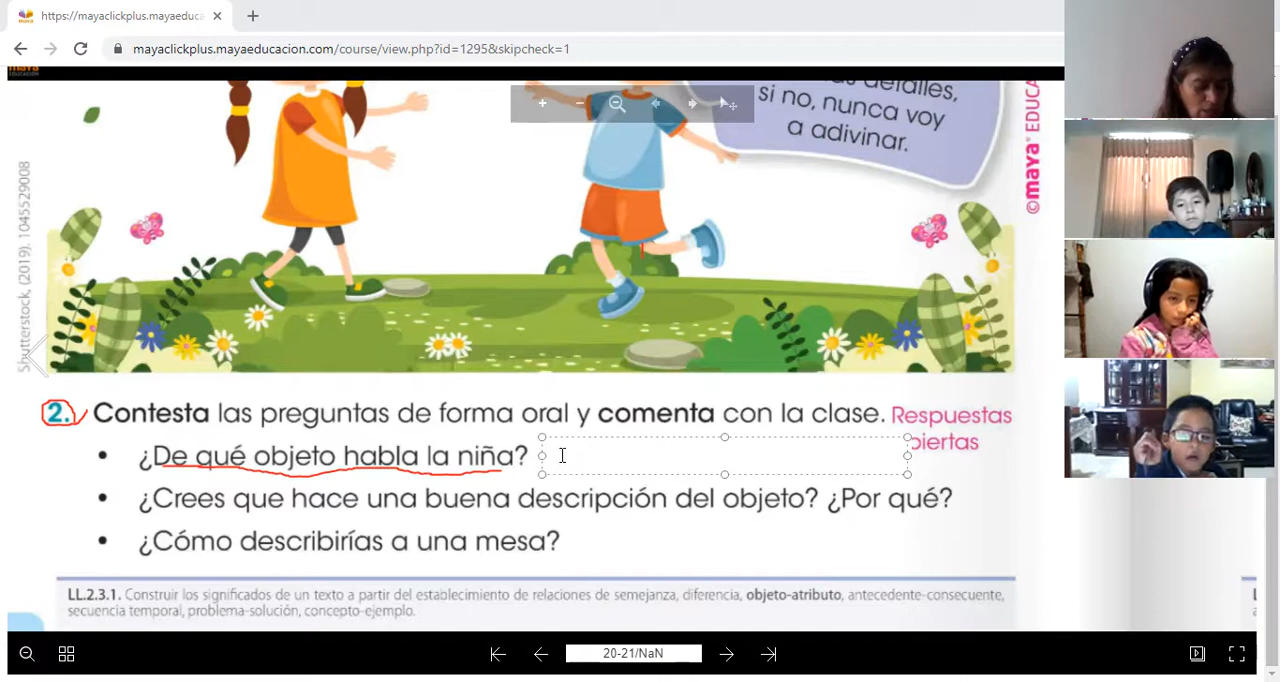 https://mayaclickplus.mayaeduca
mayaclickplus.mayaeducacion.com/course/view.php?id=1295&skipcheck=1
maya
EDUCACIÓN
detalles,
si no, nunca voy
a adivinar.
©maya EDUCA
Shutterstock, (2019). 1045529008
2. Contesta las preguntas de forma oral y comenta con la clase. Respuestas
biertas
• ¿De qué objeto habla la niña?
• ¿Crees que hace una buena descripción del objeto? ¿Por qué?
• ¿Cómo describirías a una mesa?
LL.2.3.1. Construir los significados de un texto a partir del establecimiento de relaciones de semejanza, diferencia, objeto-atributo, antecedente-consecuente,
secuencia temporal, problema-solución, concepto-ejemplo.
20-21/NaN